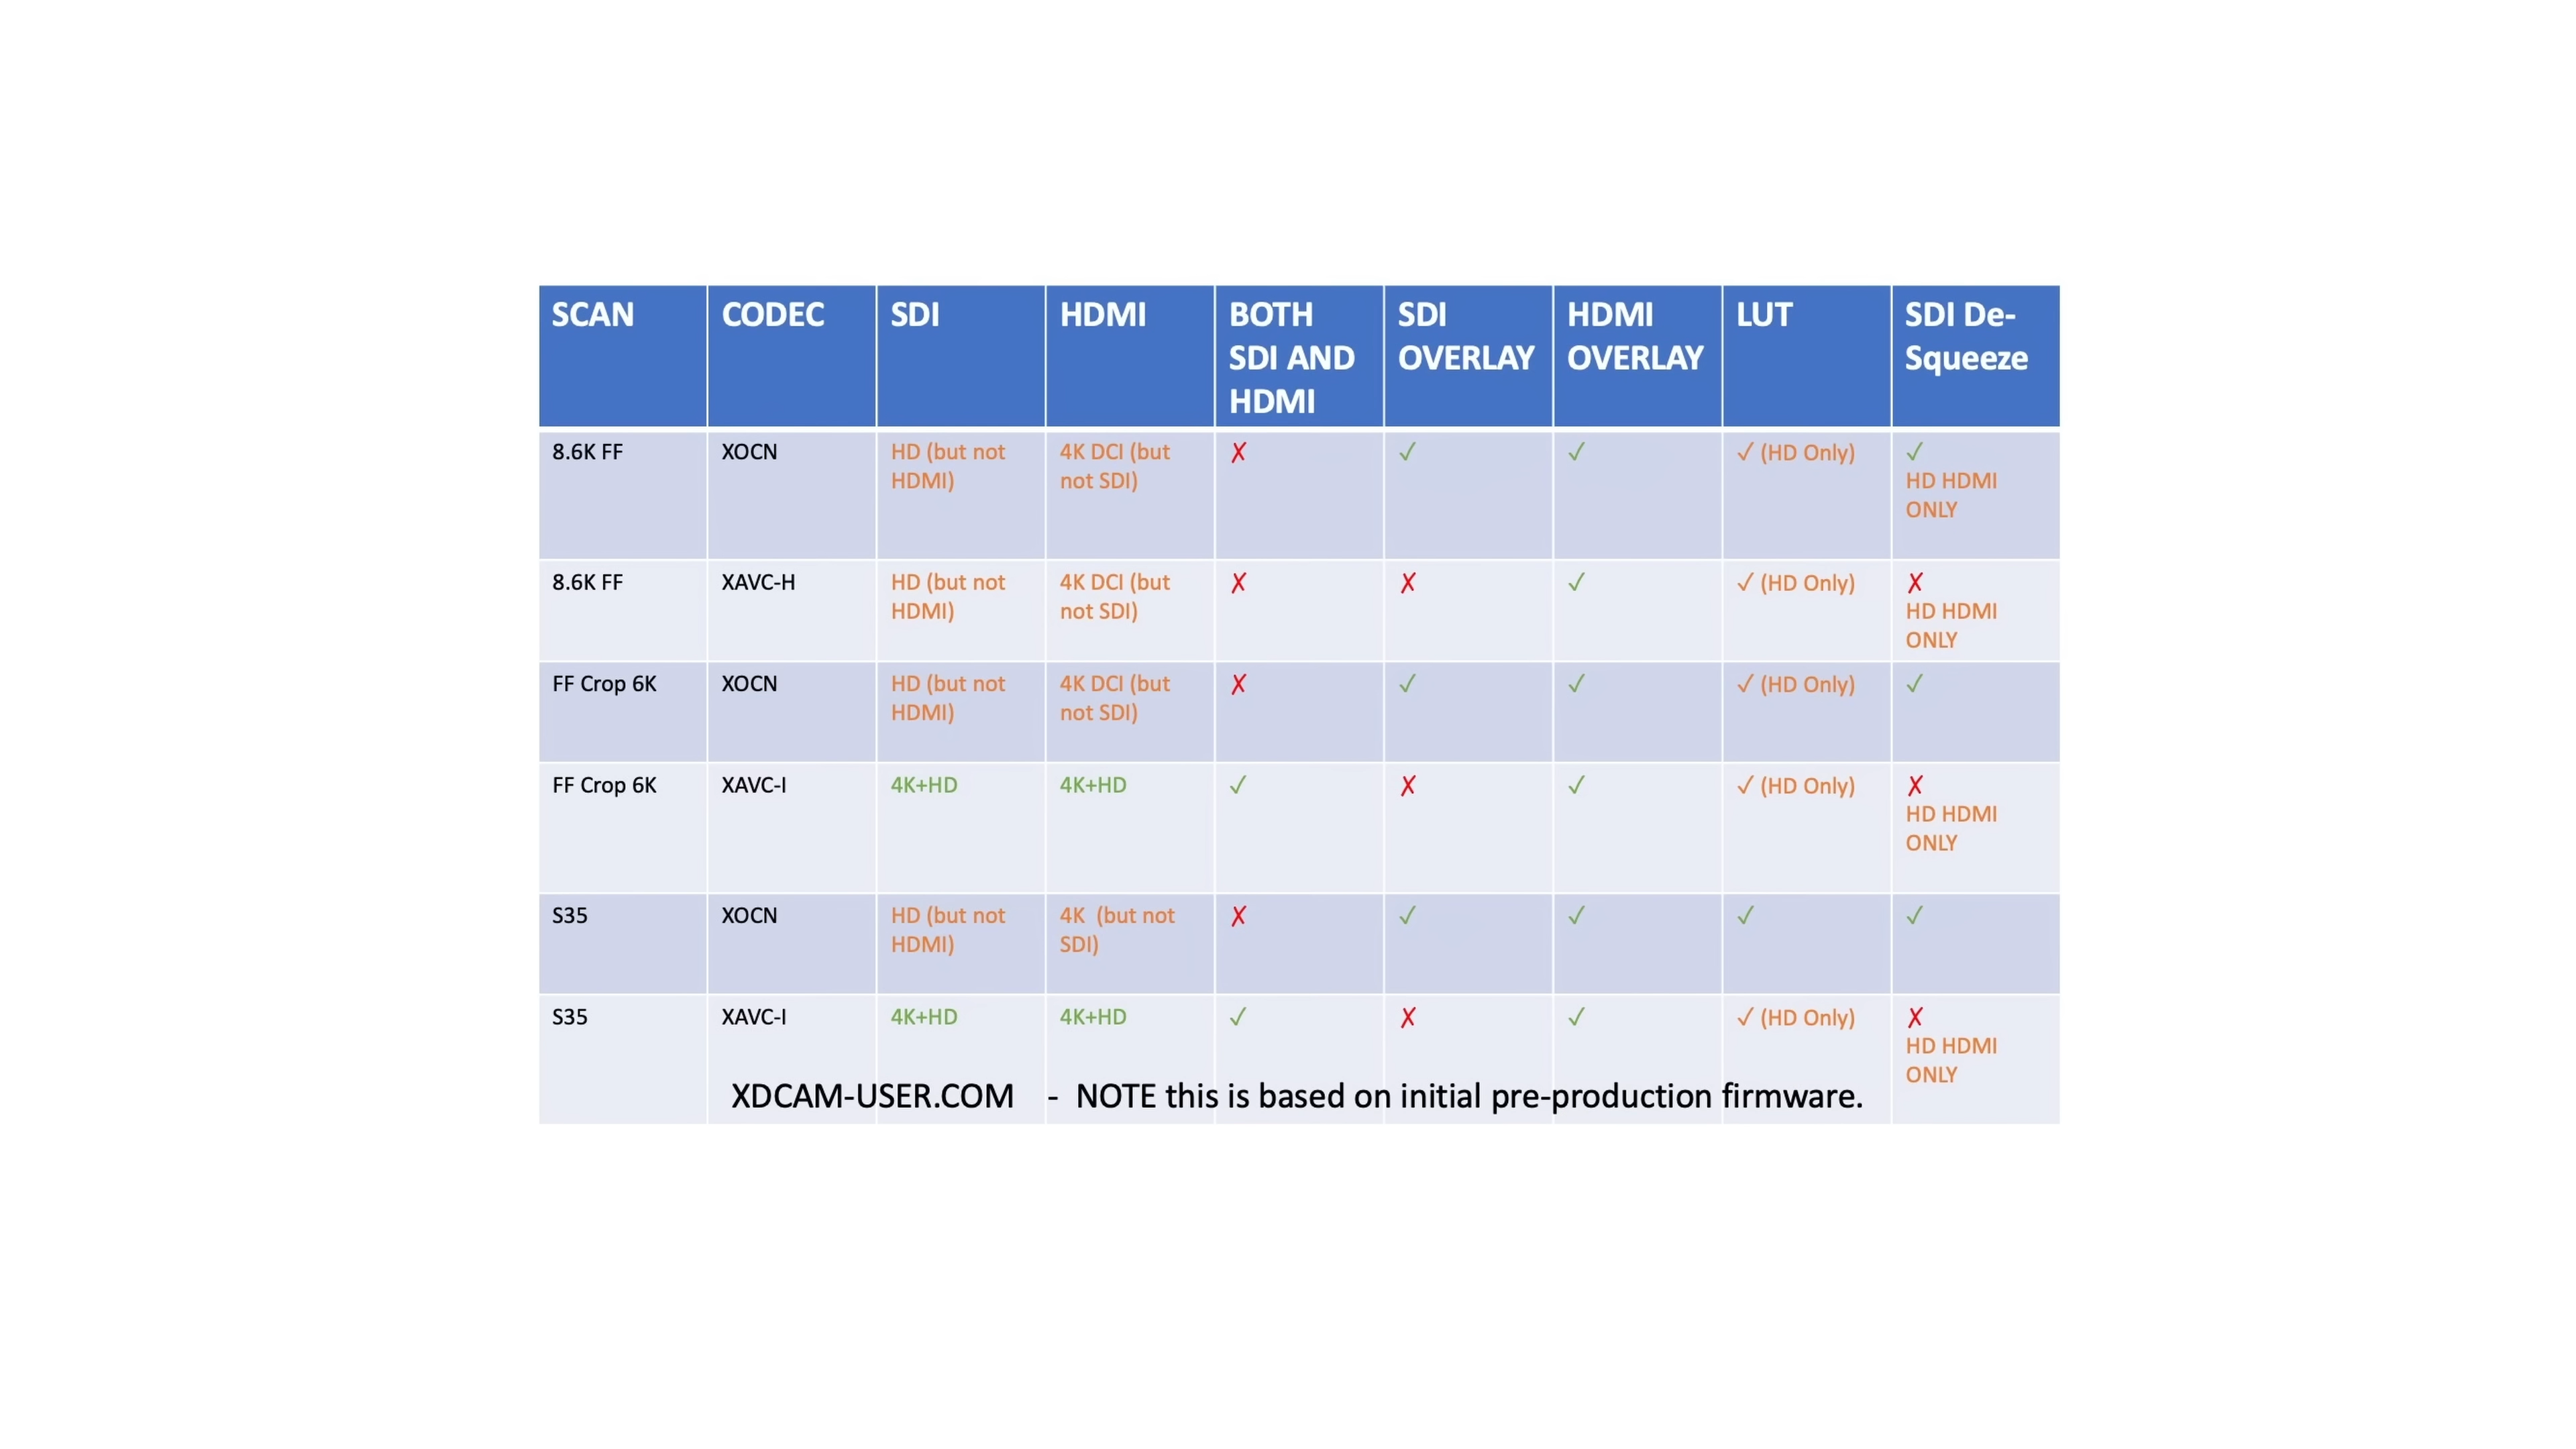 SCAN CODEC SDI HDMI BOTH SDI OVERLAY HDMI OVERLAY LUT SDI De-
SDI AND
HDMI
Squeeze
8.6K FF XOCN HD (but not HDMI) 4K DCI (but not SDI) ✗ ✓ ✓ ✓ (HD Only) ✓ HD HDMI ONLY
8.6K FF XAVC-H HD (but not HDMI) 4K DCI (but not SDI) ✗ ✗ ✓ ✓ (HD Only) ✗ HD HDMI ONLY
FF Crop 6K XOCN HD (but not HDMI) 4K DCI (but not SDI) ✗ ✓ ✓ ✓ (HD Only) ✓
FF Crop 6K XAVC-I 4K+HD 4K+HD ✓ ✗ ✓ ✓ (HD Only) ✗ HD HDMI ONLY
S35 XOCN HD (but not HDMI) 4K (but not SDI) ✗ ✓ ✓ ✓ ✓
S35 XAVC-I 4K+HD 4K+HD ✓ ✗ ✓ ✓ (HD Only) ✗ HD HDMI ONLY
XDCAM-USER.COM - NOTE this is based on initial pre-production firmware.